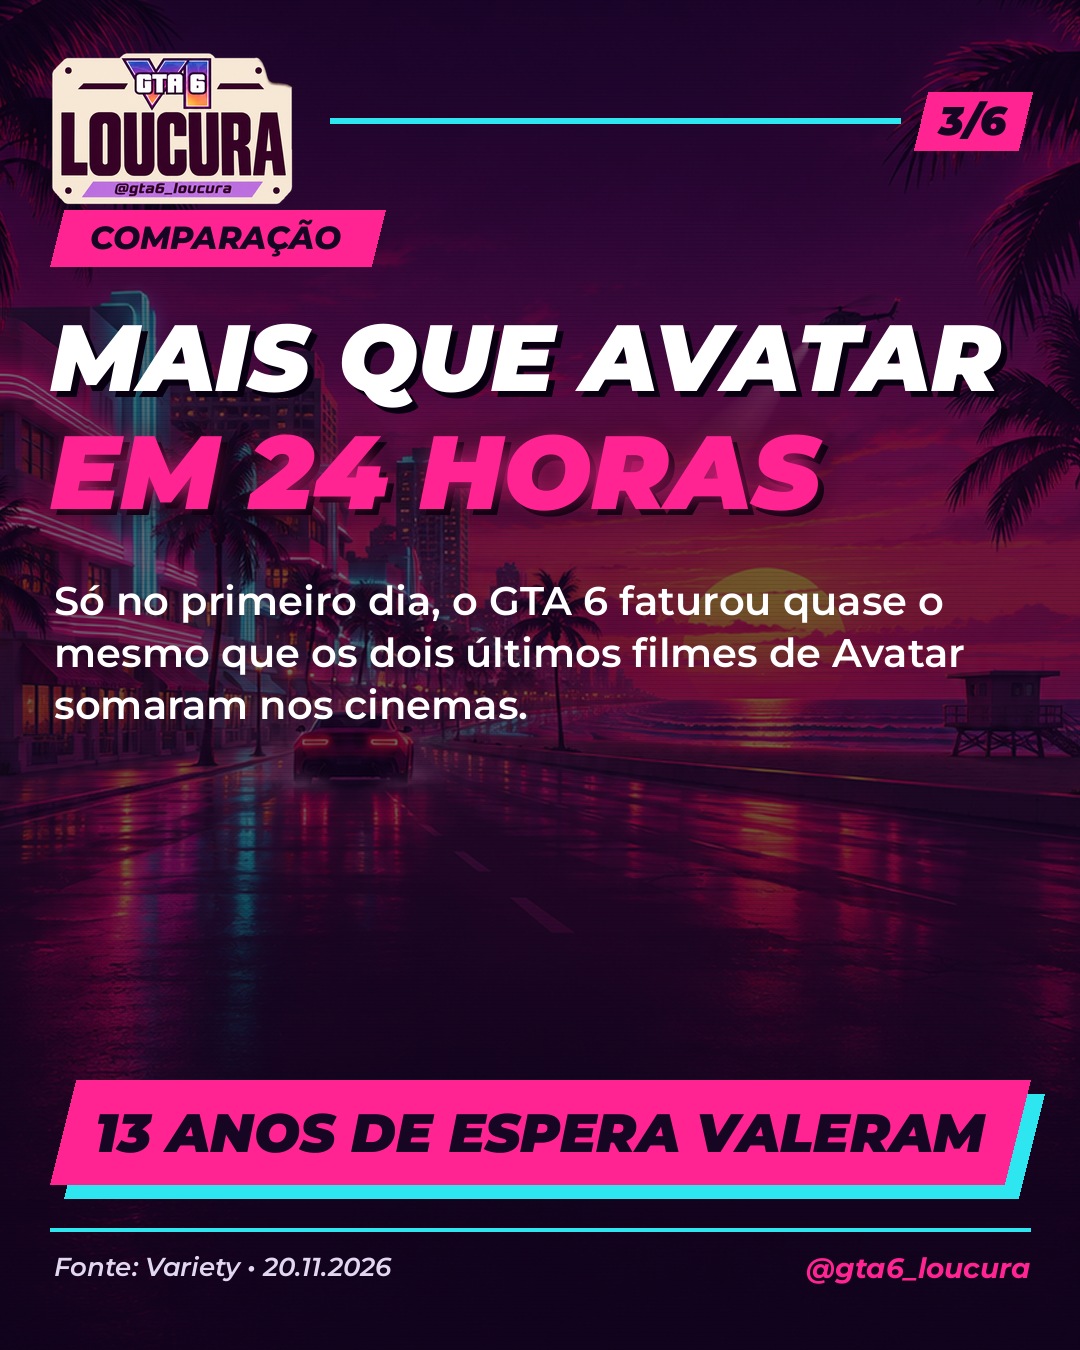 GTA 6
LOUCURA
@gta6_loucura
3/6
COMPARAÇÃO
MAIS QUE AVATAR
EM 24 HORAS
Só no primeiro dia, o GTA 6 faturou quase o
mesmo que os dois últimos filmes de Avatar
somaram nos cinemas.
13 ANOS DE ESPERA VALERAM
Fonte: Variety • 20.11.2026
@gta6_loucura